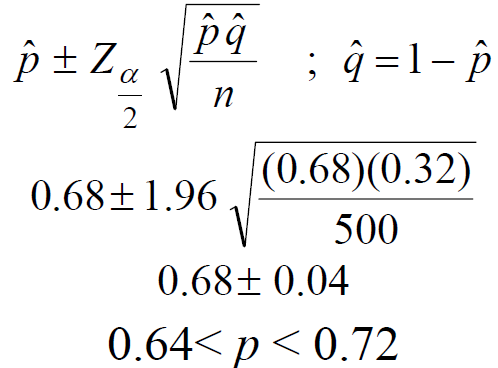 p̂ ± Z_{α/2} √(p̂ q̂ / n) ; q̂ = 1 − p̂
0.68 ± 1.96 √((0.68)(0.32) / 500)
0.68 ± 0.04
0.64 < p < 0.72